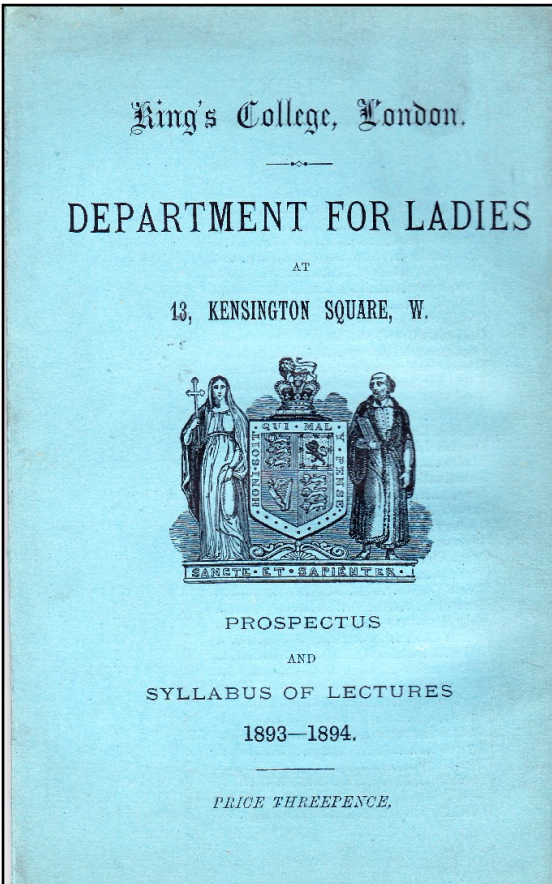 King's College, London.
DEPARTMENT FOR LADIES
AT
13, KENSINGTON SQUARE, W.
HONI·SOIT·QUI·MAL·Y·PENSE
SANCTE·ET·SAPIENTER·
PROSPECTUS
AND
SYLLABUS OF LECTURES
1893—1894.
PRICE THREEPENCE.